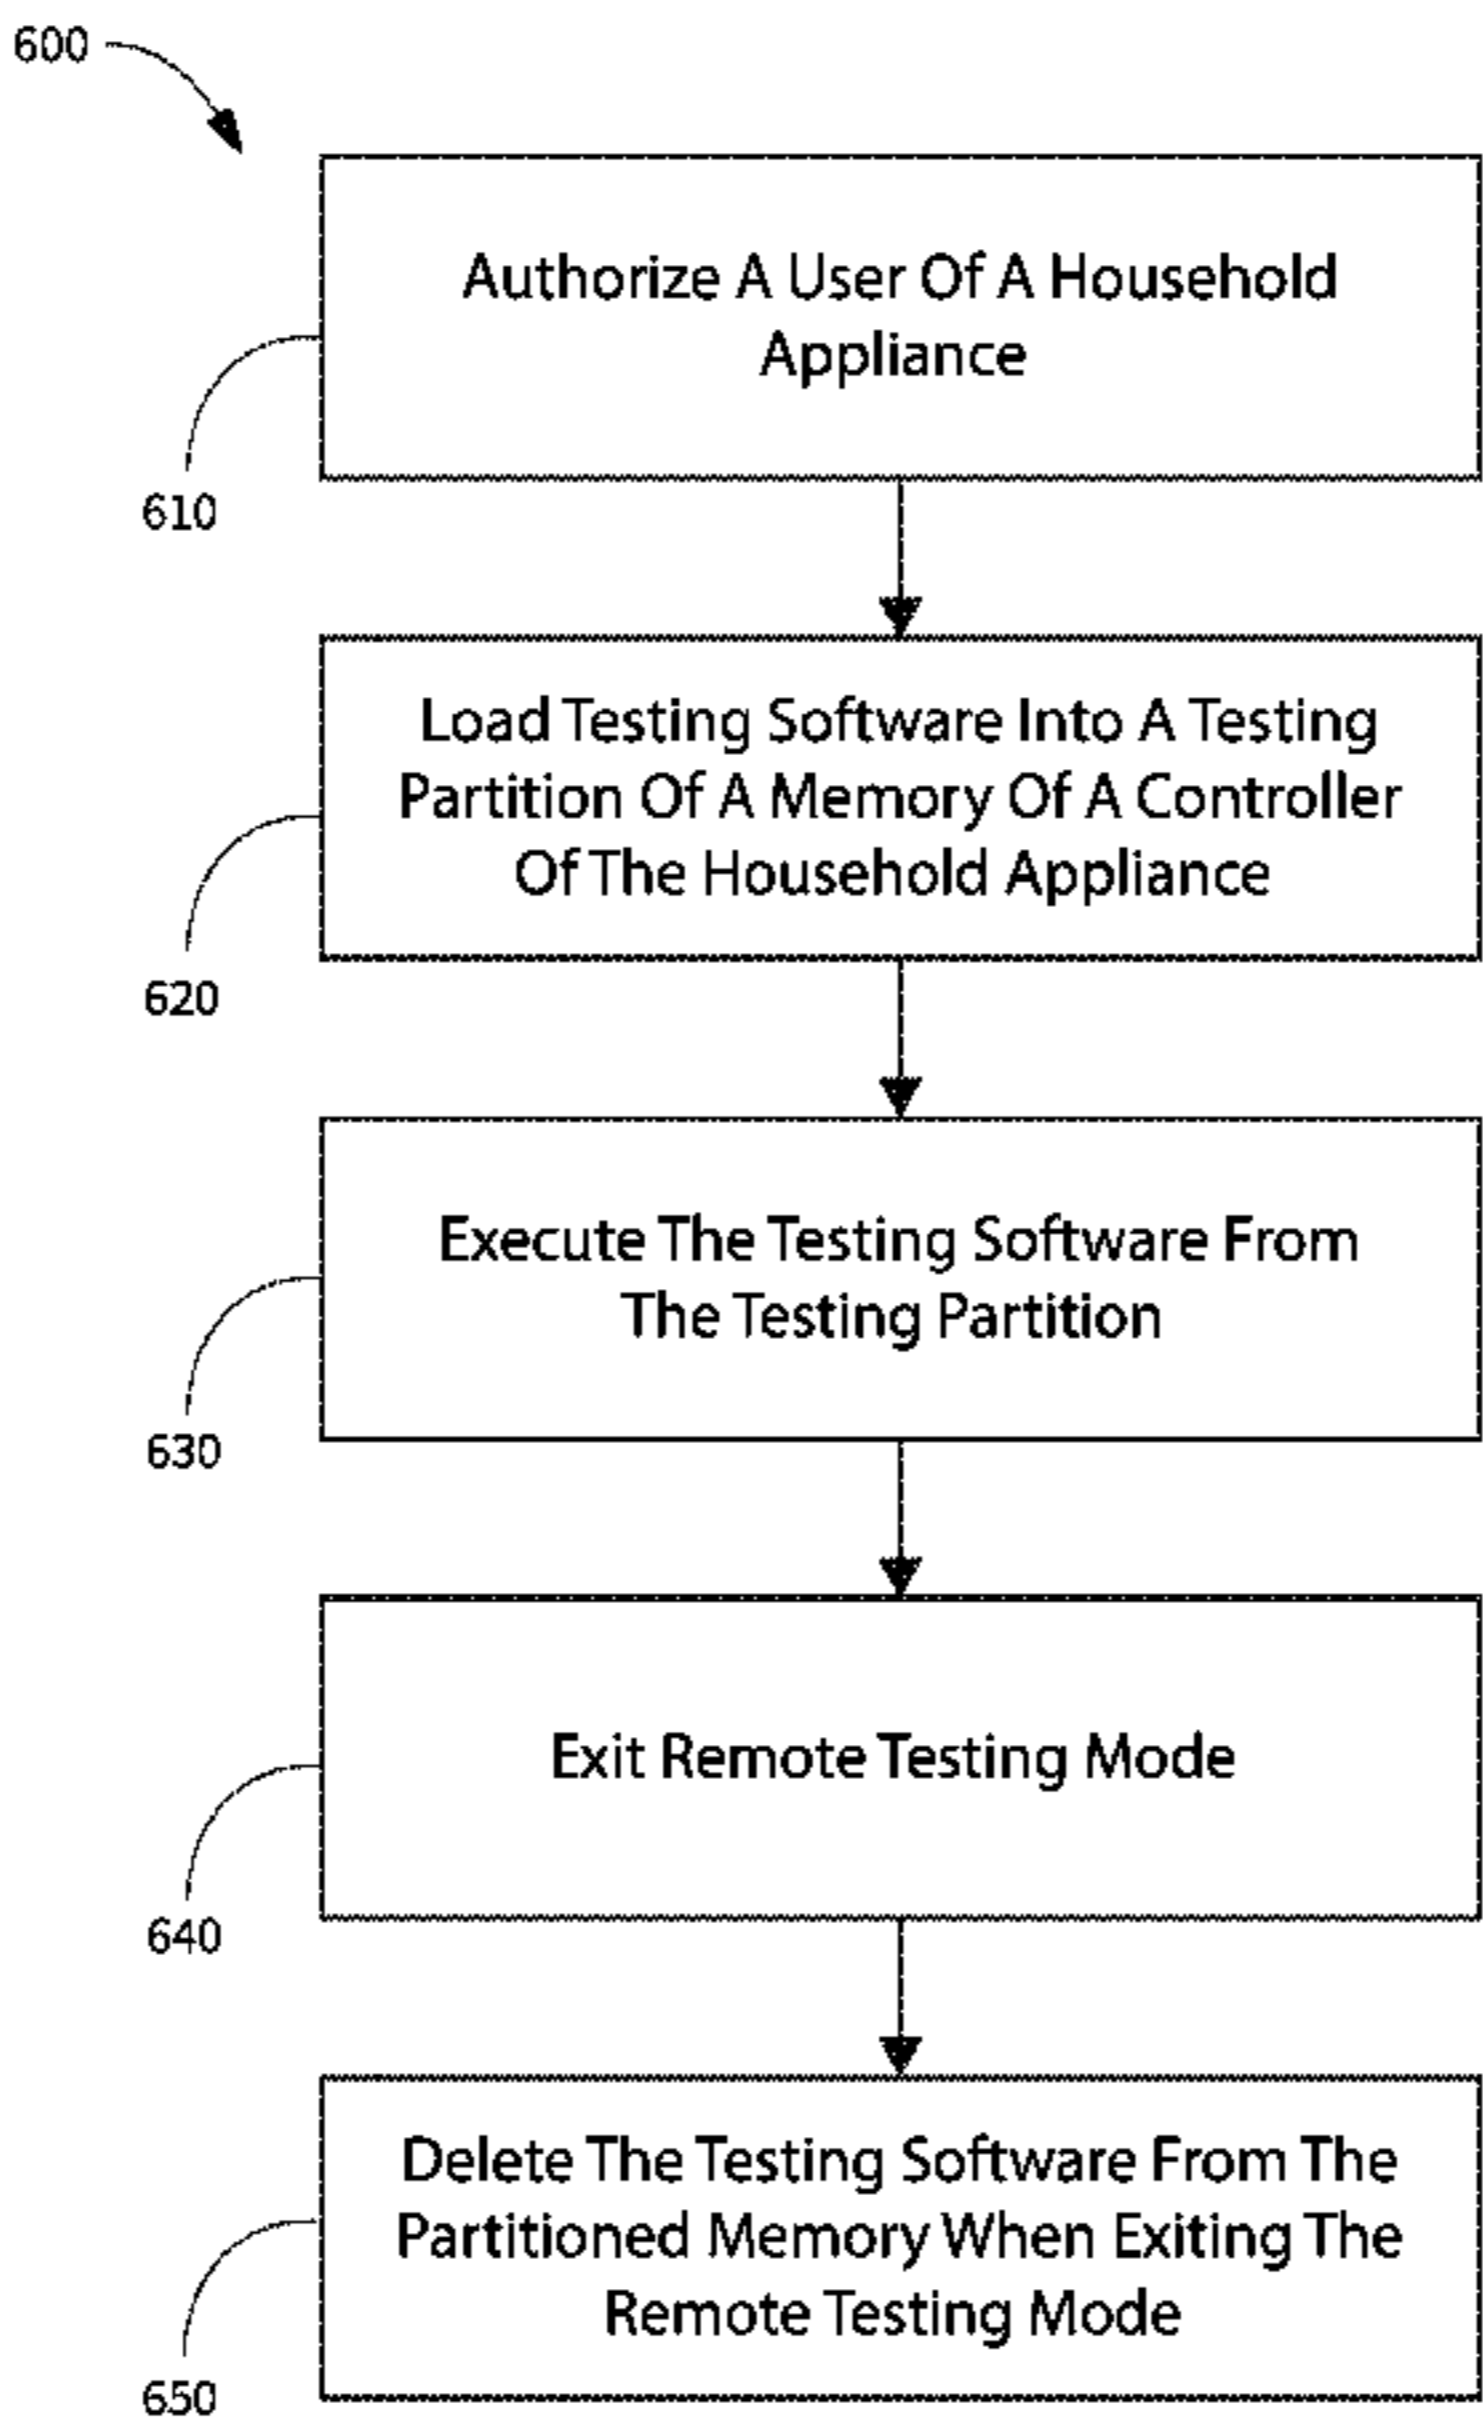 600
Authorize A User Of A Household
Appliance
610
Load Testing Software Into A Testing
Partition Of A Memory Of A Controller
Of The Household Appliance
620
Execute The Testing Software From
The Testing Partition
630
Exit Remote Testing Mode
640
Delete The Testing Software From The
Partitioned Memory When Exiting The
Remote Testing Mode
650